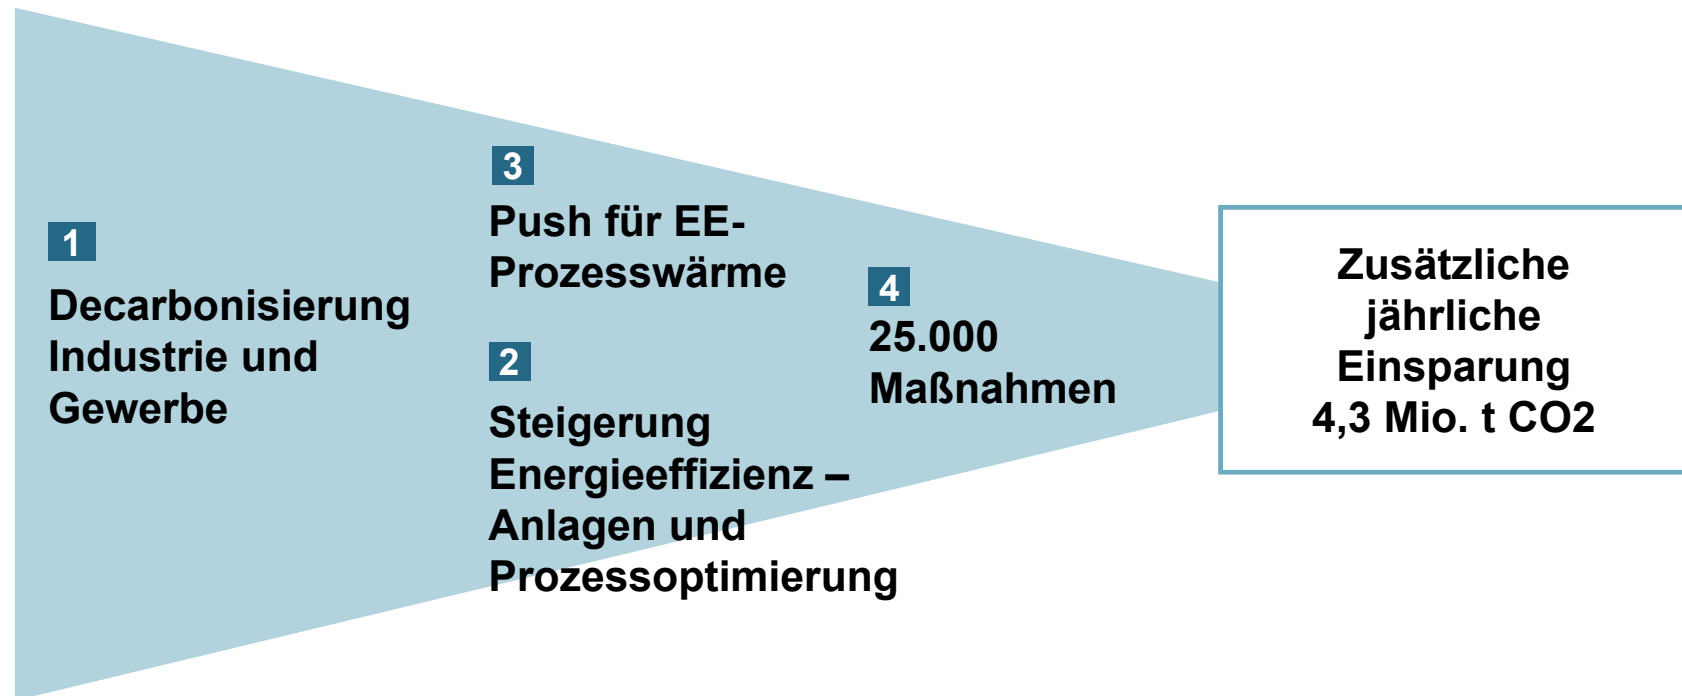 1
Decarbonisierung
Industrie und
Gewerbe
3
Push für EE-
Prozesswärme
2
Steigerung
Energieeffizienz –
Anlagen und
Prozessoptimierung
4
25.000
Maßnahmen
Zusätzliche
jährliche
Einsparung
4,3 Mio. t CO2